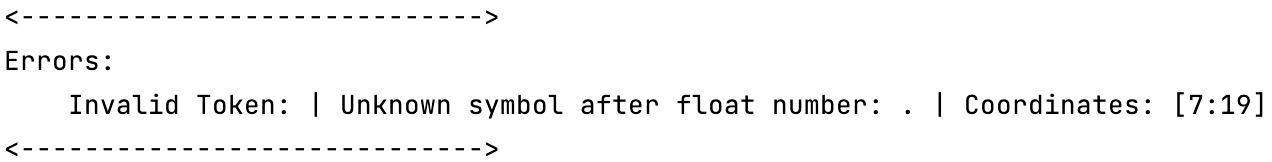 <----------------------------->
Errors:
    Invalid Token: | Unknown symbol after float number: . | Coordinates: [7:19]
<----------------------------->